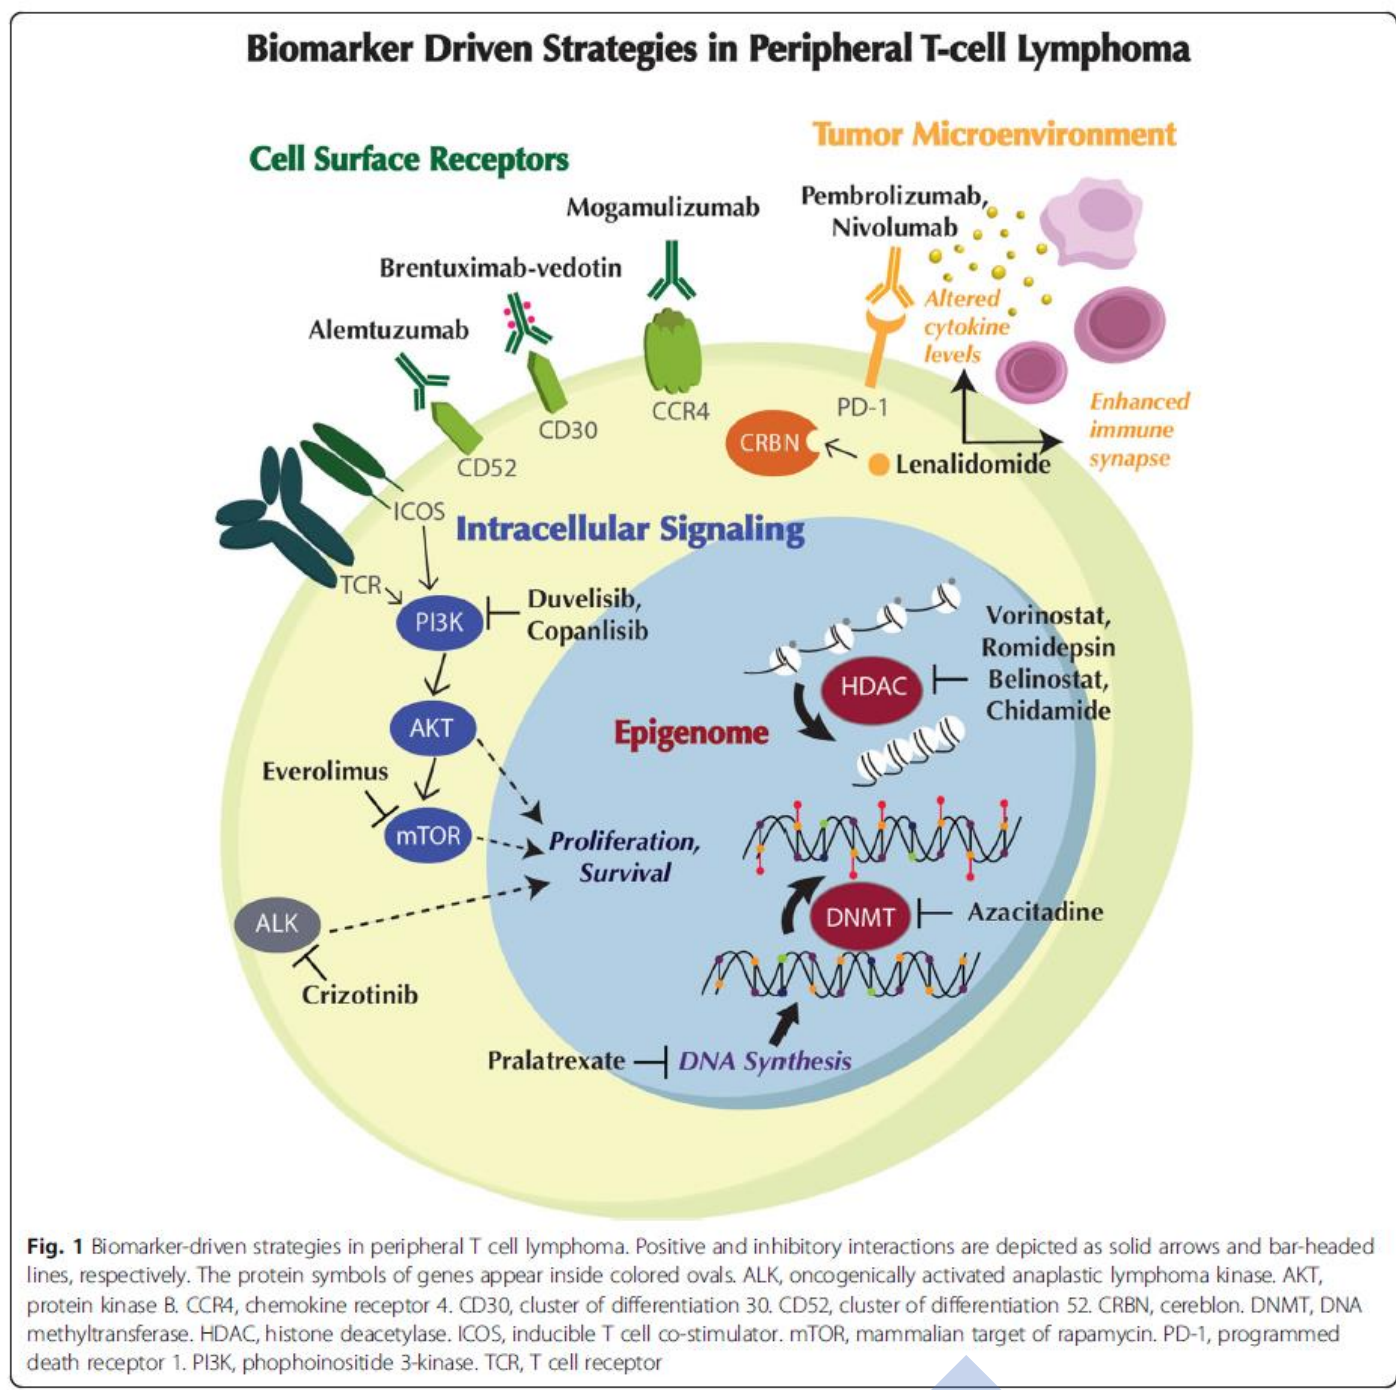 Biomarker Driven Strategies in Peripheral T-cell Lymphoma
Tumor Microenvironment
Cell Surface Receptors
Pembrolizumab,
Nivolumab
Mogamulizumab
Brentuximab-vedotin
Alemtuzumab
Altered
cytokine
levels
Enhanced
immune
synapse
PD-1
CCR4
CD30
CD52
CRBN
Lenalidomide
ICOS
Intracellular Signaling
TCR
PI3K
Duvelisib,
Copanlisib
Vorinostat,
Romidepsin
Belinostat,
Chidamide
HDAC
AKT
Epigenome
Everolimus
mTOR
Proliferation,
Survival
ALK
DNMT
Azacitadine
Crizotinib
Pralatrexate
DNA Synthesis
Fig. 1 Biomarker-driven strategies in peripheral T cell lymphoma. Positive and inhibitory interactions are depicted as solid arrows and bar-headed
lines, respectively. The protein symbols of genes appear inside colored ovals. ALK, oncogenically activated anaplastic lymphoma kinase. AKT,
protein kinase B. CCR4, chemokine receptor 4. CD30, cluster of differentiation 30. CD52, cluster of differentiation 52. CRBN, cereblon. DNMT, DNA
methyltransferase. HDAC, histone deacetylase. ICOS, inducible T cell co-stimulator. mTOR, mammalian target of rapamycin. PD-1, programmed
death receptor 1. PI3K, phophoinositide 3-kinase. TCR, T cell receptor